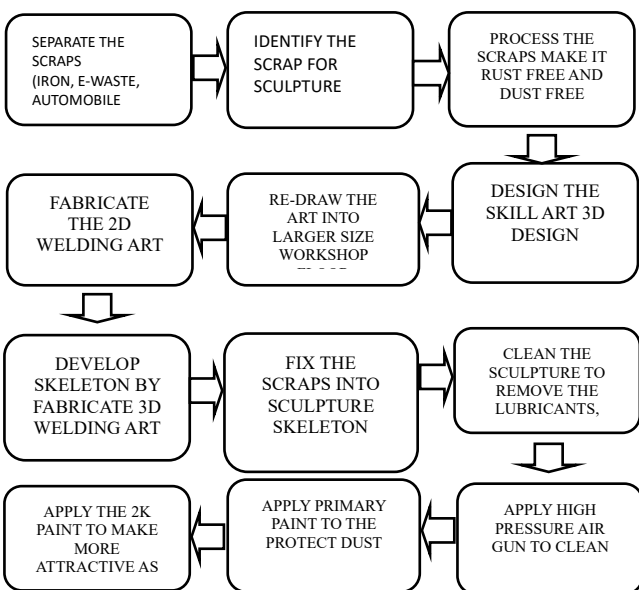 SEPARATE THE
SCRAPS
(IRON, E-WASTE,
AUTOMOBILE
IDENTIFY THE
SCRAP FOR
SCULPTURE
PROCESS THE
SCRAPS MAKE IT
RUST FREE AND
DUST FREE
DESIGN THE
SKILL ART 3D
DESIGN
RE-DRAW THE
ART INTO
LARGER SIZE
WORKSHOP
FABRICATE
THE 2D
WELDING ART
DEVELOP
SKELETON BY
FABRICATE 3D
WELDING ART
FIX THE
SCRAPS INTO
SCULPTURE
SKELETON
CLEAN THE
SCULPTURE TO
REMOVE THE
LUBRICANTS,
APPLY HIGH
PRESSURE AIR
GUN TO CLEAN
APPLY PRIMARY
PAINT TO THE
PROTECT DUST
APPLY THE 2K
PAINT TO MAKE
MORE
ATTRACTIVE AS